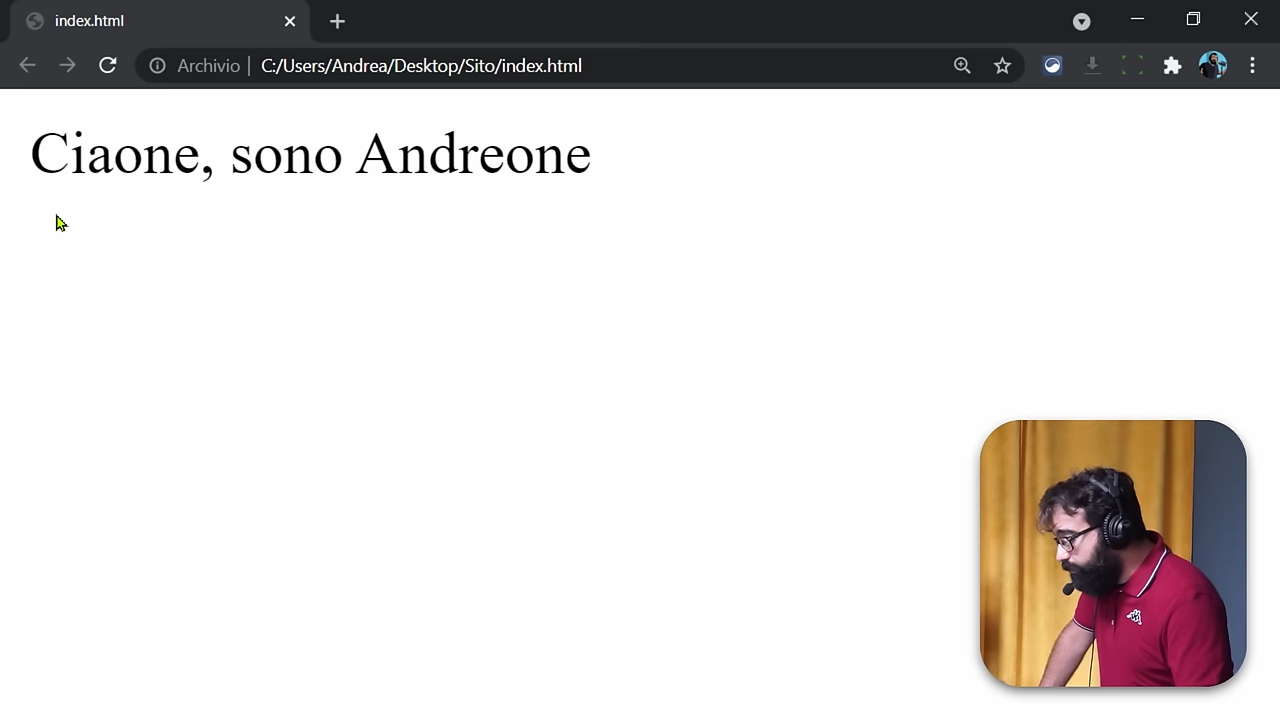 index.html
Archivio | C:/Users/Andrea/Desktop/Sito/index.html
Ciaone, sono Andreone